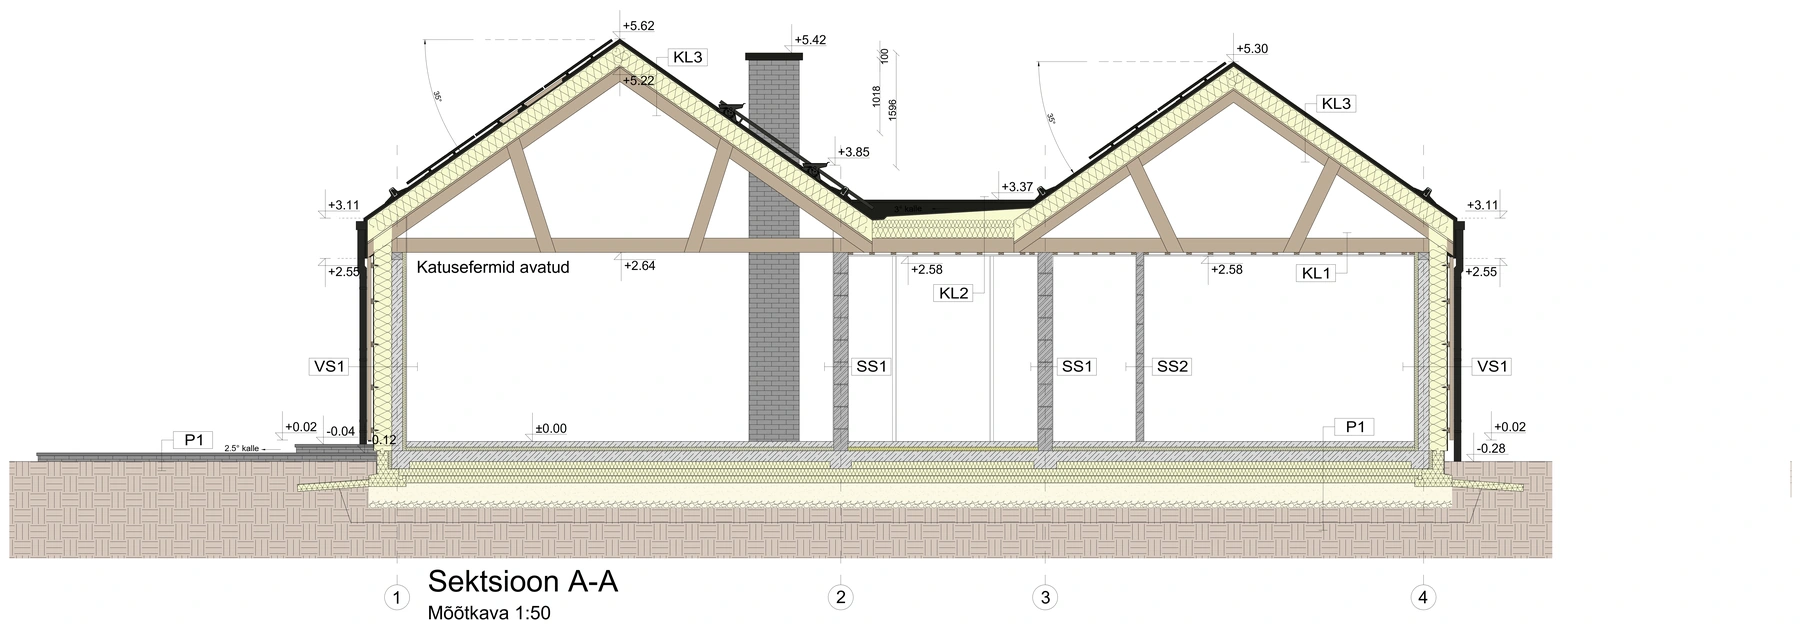 +5.62
KL3
+5.42
100
+5.30
35°
+5.22
1018
1596
KL3
35°
+3.85
+3.37
+3.11
+3.11
5° kalle
Katusefermid avatud
+2.64
+2.58
+2.58
KL1
+2.55
+2.55
KL2
VS1
SS1
SS1
SS2
VS1
+0.02
-0.04
-0.12
±0.00
P1
+0.02
P1
2.5° kalle
-0.28
Sektsioon A-A
Mõõtkava 1:50
1
2
3
4